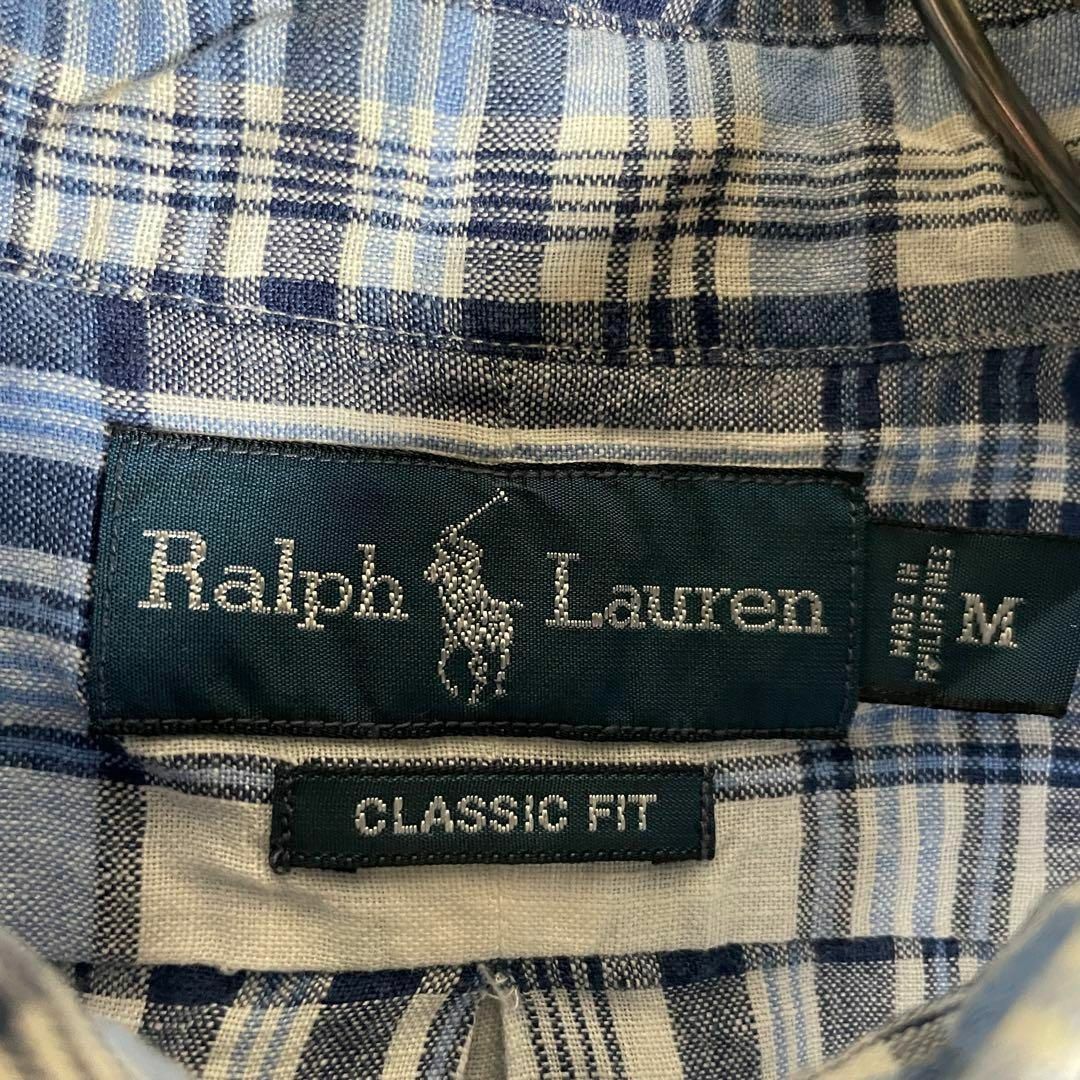 Ralph Lauren
MADE IN
PHILIPPINES
M
CLASSIC FIT